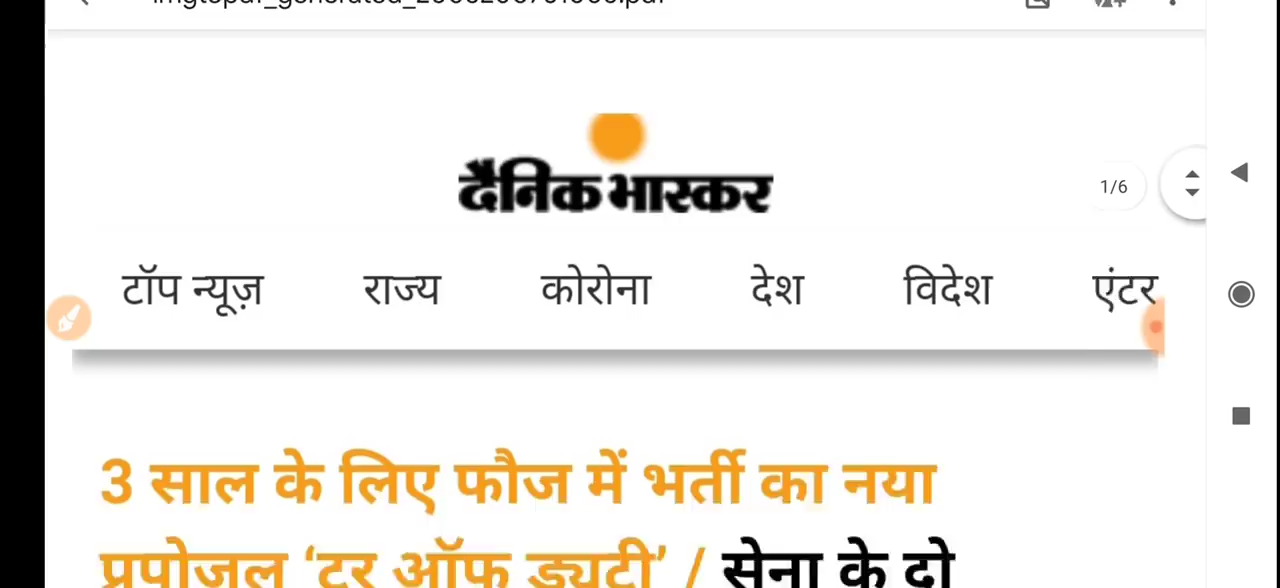 दैनिक भास्कर
1/6
टॉप न्यूज़ राज्य कोरोना देश विदेश एंटर
3 साल के लिए फौज में भर्ती का नया
प्रपोजल ‘टूर ऑफ ड्यूटी’ / सेना के दो